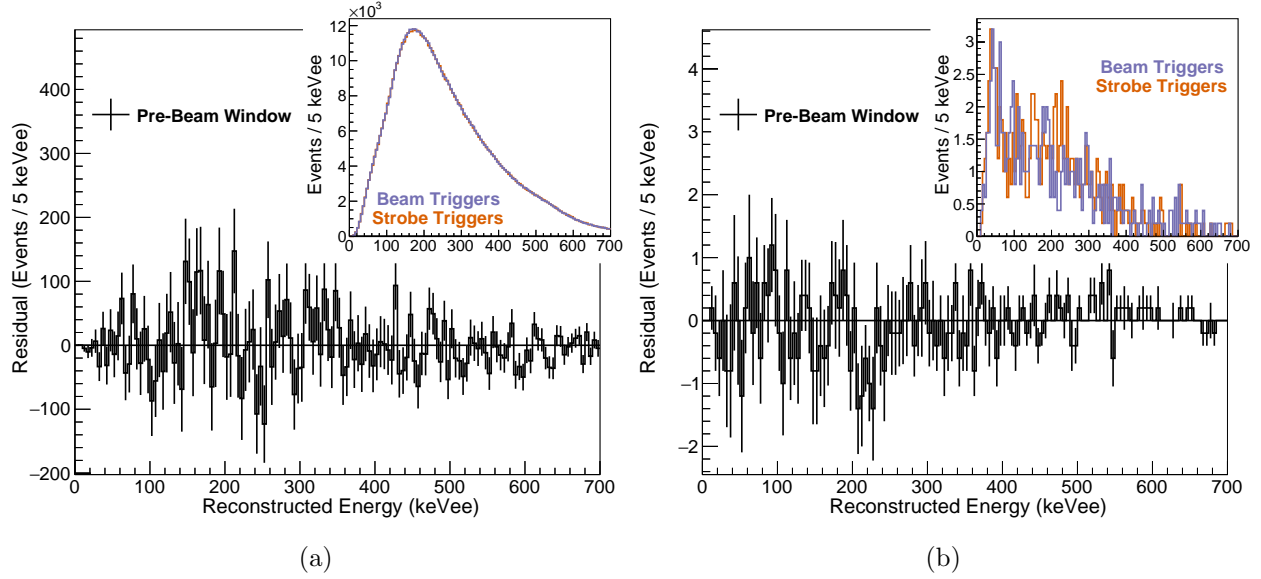 ×10³
Events / 5 keVee
12
10
8
6
4
2
0
0 100 200 300 400 500 600 700
Beam Triggers
Strobe Triggers
Pre-Beam Window
Residual (Events / 5 keVee)
400
300
200
100
0
−100
−200
0 100 200 300 400 500 600 700
Reconstructed Energy (keVee)
(a)
Events / 5 keVee
3
2.5
2
1.5
1
0.5
0
0 100 200 300 400 500 600 700
Beam Triggers
Strobe Triggers
Pre-Beam Window
Residual (Events / 5 keVee)
4
3
2
1
0
−1
−2
0 100 200 300 400 500 600 700
Reconstructed Energy (keVee)
(b)